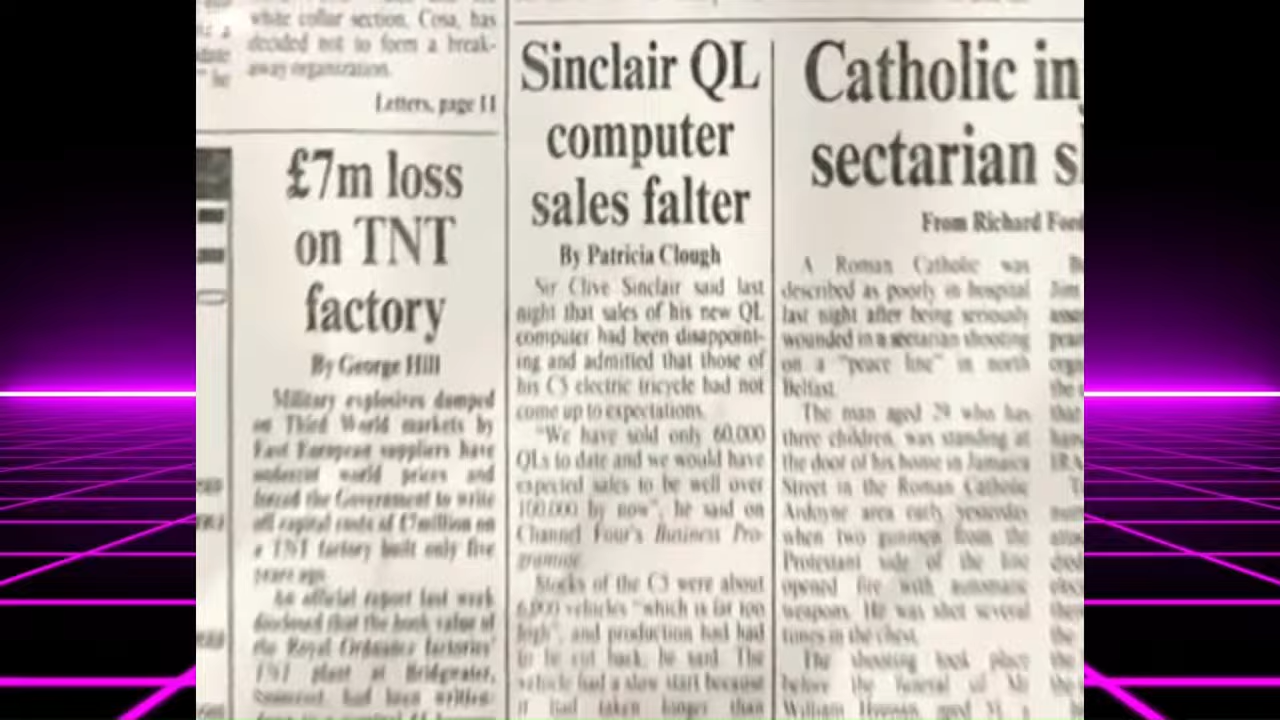 white collar section, Cosa, has
decided not to form a break-
away organization.
Letters, page 11
£7m loss
on TNT
factory
By George Hill
Military explosives dumped
on Third World markets by
East European suppliers have
undercut world prices and
forced the Government to write
off capital costs of £7million on
a TNT factory built only five
years ago.
An official report last week
disclosed that the book value of
the Royal Ordnance factories'
TNT plant at Bridgwater,
Somerset, had been written
Sinclair QL
computer
sales falter
By Patricia Clough
Sir Clive Sinclair said last
night that sales of his new QL
computer had been disappoint-
ing and admitted that those of
his C5 electric tricycle had not
come up to expectations.
"We have sold only 60,000
QLs to date and we would have
expected sales to be well over
100,000 by now", he said on
Channel Four's Business Pro-
gramme.
Stocks of the C5 were about
6,000 vehicles "which is far too
high", and production had had
to be cut back, he said. The
vehicle had a slow start because
it had taken longer than
Catholic in
sectarian s
From Richard Ford
A Roman Catholic was
described as poorly in hospital
last night after being seriously
wounded in a sectarian shooting
on a "peace line" in north
Belfast.
The man aged 29 who has
three children, was standing at
the door of his home in Jamaica
Street in the Roman Catholic
Ardoyne area early yesterday
when two gunmen from the
Protestant side of the line
opened fire with automatic
weapons. He was shot several
times in the chest.
The shooting took place
before the funeral of Mr
William Heenan, aged 51, a